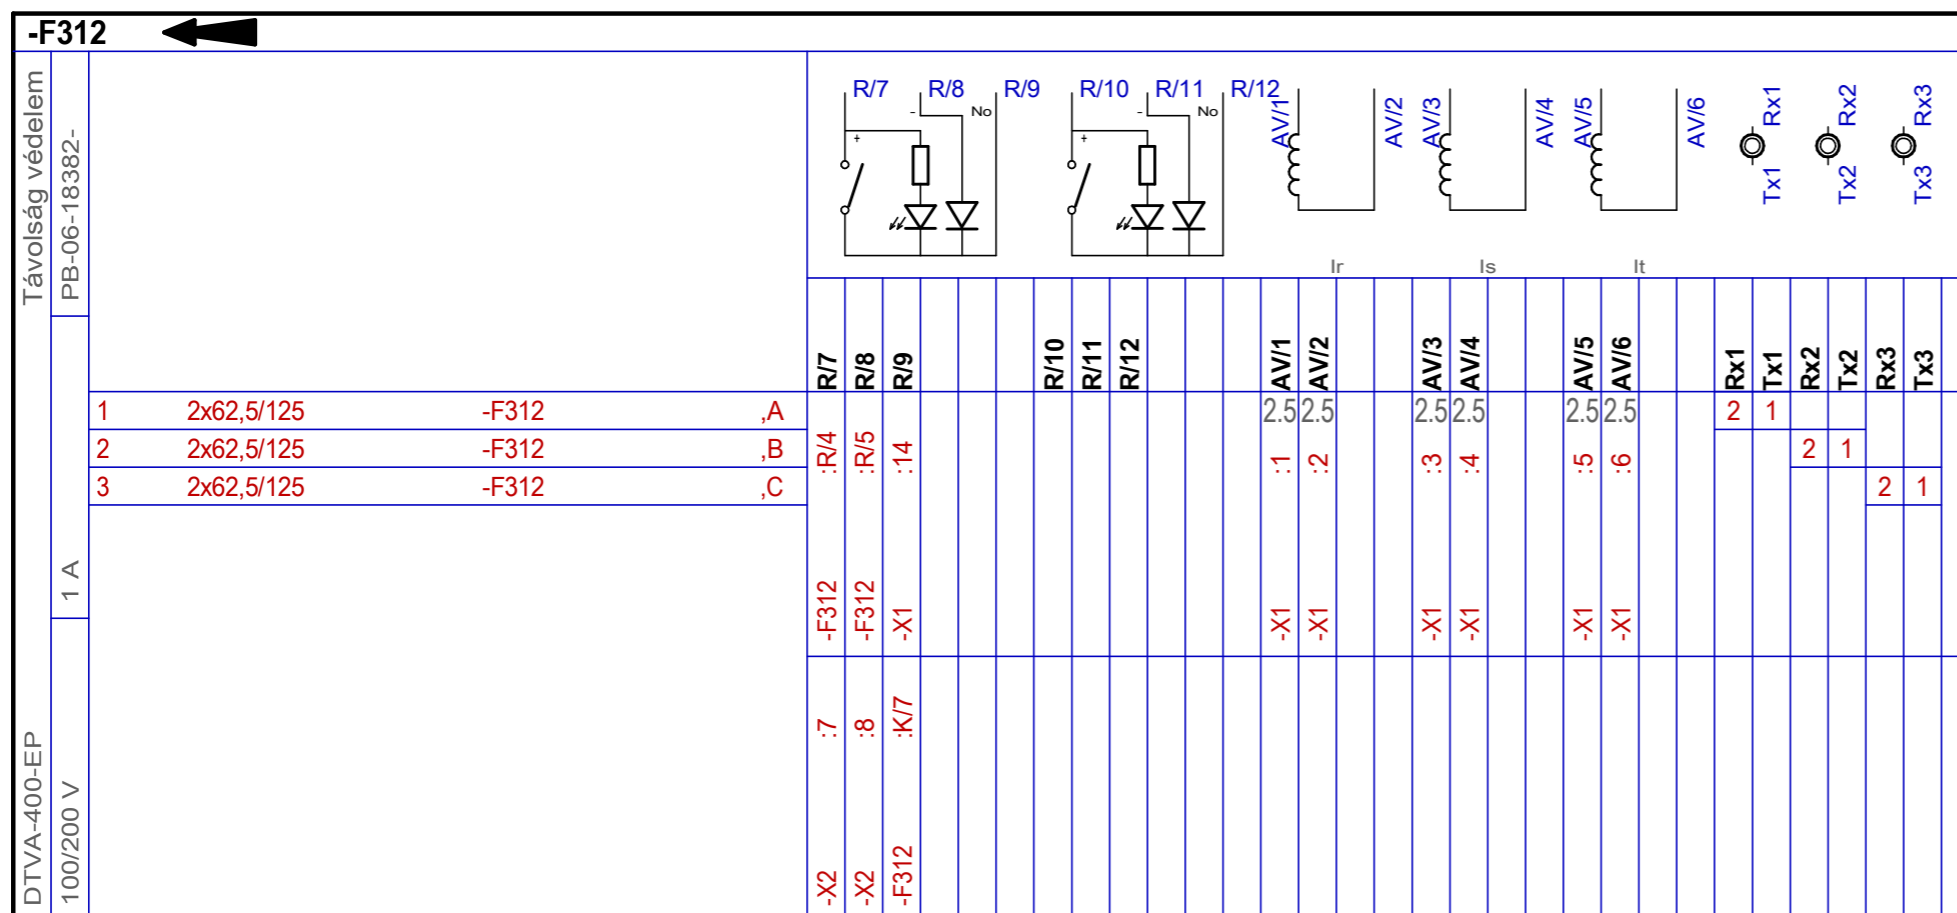 -F312
Távolság védelem
PB-06-18382-
1 A
DTVA-400-EP
100/200 V
R/7 R/8 R/9 R/10 R/11 R/12 AV/1 AV/2 AV/3 AV/4 AV/5 AV/6 Rx1 Rx2 Rx3
+ - No + - No
Tx1 Tx2 Tx3
Ir Is It
R/7 R/8 R/9 R/10 R/11 R/12 AV/1 AV/2 AV/3 AV/4 AV/5 AV/6 Rx1 Tx1 Rx2 Tx2 Rx3 Tx3
1 2x62,5/125 -F312 ,A 2.5 2.5 2.5 2.5 2.5 2.5 2 1
2 2x62,5/125 -F312 ,B 2 1
3 2x62,5/125 -F312 ,C 2 1
:R/4 :R/5 :14 :1 :2 :3 :4 :5 :6
-F312 -F312 -X1 -X1 -X1 -X1 -X1 -X1 -X1
:7 :8 :K/7
-X2 -X2 -F312